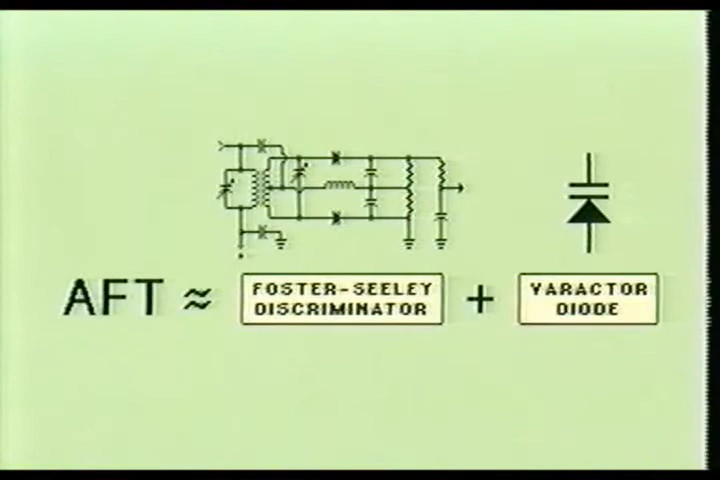 AFT ≈ FOSTER-SEELEY DISCRIMINATOR + VARACTOR DIODE